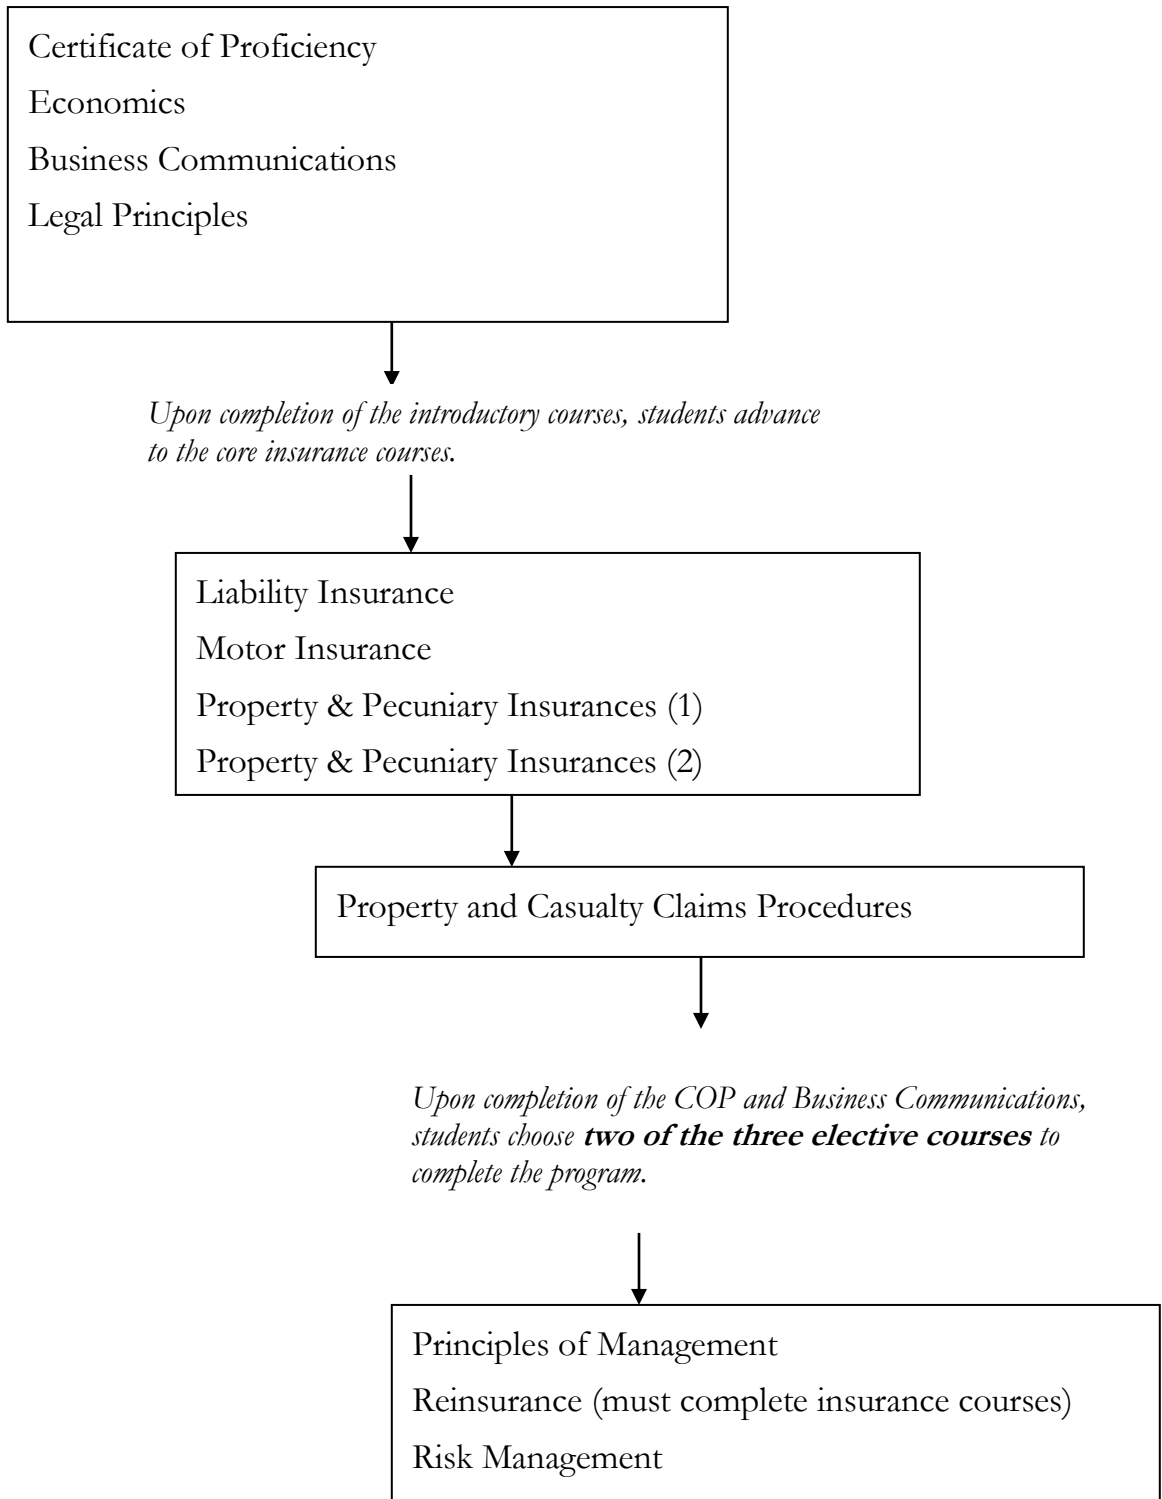 Certificate of Proficiency
Economics
Business Communications
Legal Principles
Upon completion of the introductory courses, students advance
to the core insurance courses.
Liability Insurance
Motor Insurance
Property & Pecuniary Insurances (1)
Property & Pecuniary Insurances (2)
Property and Casualty Claims Procedures
Upon completion of the COP and Business Communications,
students choose two of the three elective courses to
complete the program.
Principles of Management
Reinsurance (must complete insurance courses)
Risk Management